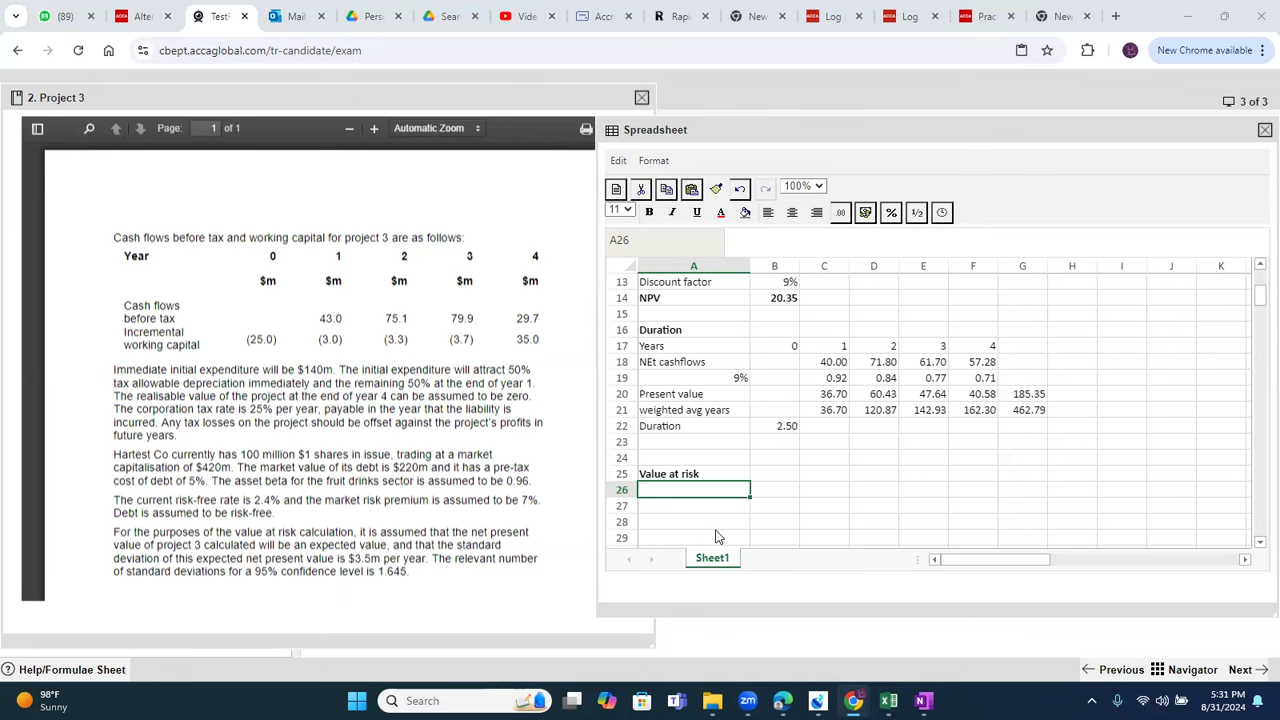 (89)
Alter
TestF
Mail
Pers
Sear
Vide
Accr
Rapi
New
Log
Log
Prac
New
cbept.accaglobal.com/tr-candidate/exam
New Chrome available
2. Project 3
3 of 3
Page: 1 of 1
Automatic Zoom
Cash flows before tax and working capital for project 3 are as follows:
Year 0 1 2 3 4
$m $m $m $m $m
Cash flows
before tax 43.0 75.1 79.9 29.7
Incremental
working capital (25.0) (3.0) (3.3) (3.7) 35.0
Immediate initial expenditure will be $140m. The initial expenditure will attract 50%
tax allowable depreciation immediately and the remaining 50% at the end of year 1.
The realisable value of the project at the end of year 4 can be assumed to be zero.
The corporation tax rate is 25% per year, payable in the year that the liability is
incurred. Any tax losses on the project should be offset against the project's profits in
future years.
Hartest Co currently has 100 million $1 shares in issue, trading at a market
capitalisation of $420m. The market value of its debt is $220m and it has a pre-tax
cost of debt of 5%. The asset beta for the fruit drinks sector is assumed to be 0.96.
The current risk-free rate is 2.4% and the market risk premium is assumed to be 7%.
Debt is assumed to be risk-free.
For the purposes of the value at risk calculation, it is assumed that the net present
value of project 3 calculated will be an expected value, and that the standard
deviation of this expected net present value is $3.5m per year. The relevant number
of standard deviations for a 95% confidence level is 1.645.
Spreadsheet
Edit Format
100%
11 B I U A .00 % 1/2
A26
A B C D E F G H I J K
13 Discount factor 9%
14 NPV 20.35
15
16 Duration
17 Years 0 1 2 3 4
18 NEt cashflows 40.00 71.80 61.70 57.28
19 9% 0.92 0.84 0.77 0.71
20 Present value 36.70 60.43 47.64 40.58 185.35
21 weighted avg years 36.70 120.87 142.93 162.30 462.79
22 Duration 2.50
23
24
25 Value at risk
26
27
28
29
Sheet1
Help/Formulae Sheet
Previous Navigator Next
98°F
Sunny
Search
5:31 PM
8/31/2024